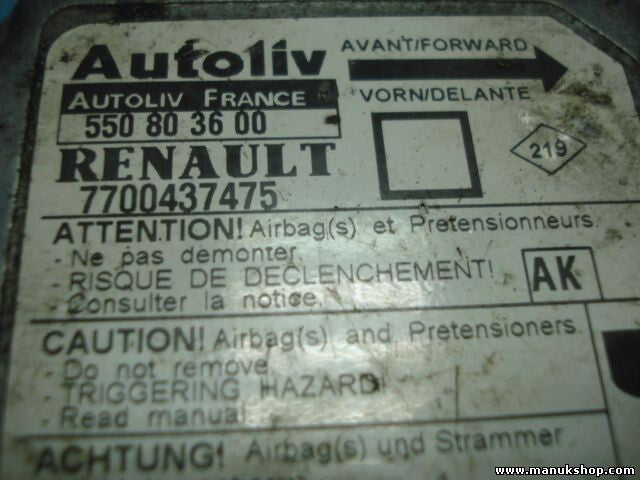 Autoliv
AVANT/FORWARD
AUTOLIV FRANCE
VORN/DELANTE
550 80 36 00
RENAULT
219
7700437475
ATTENTION! Airbag(s) et Pretensionneurs.
- Ne pas demonter.
- RISQUE DE DECLENCHEMENT!
AK
- Consulter la notice.
CAUTION! Airbag(s) and Pretensioners.
- Do not remove
- TRIGGERING HAZARD!
- Read manual
ACHTUNG! Airbag(s) und Strammer
www.manukshop.com